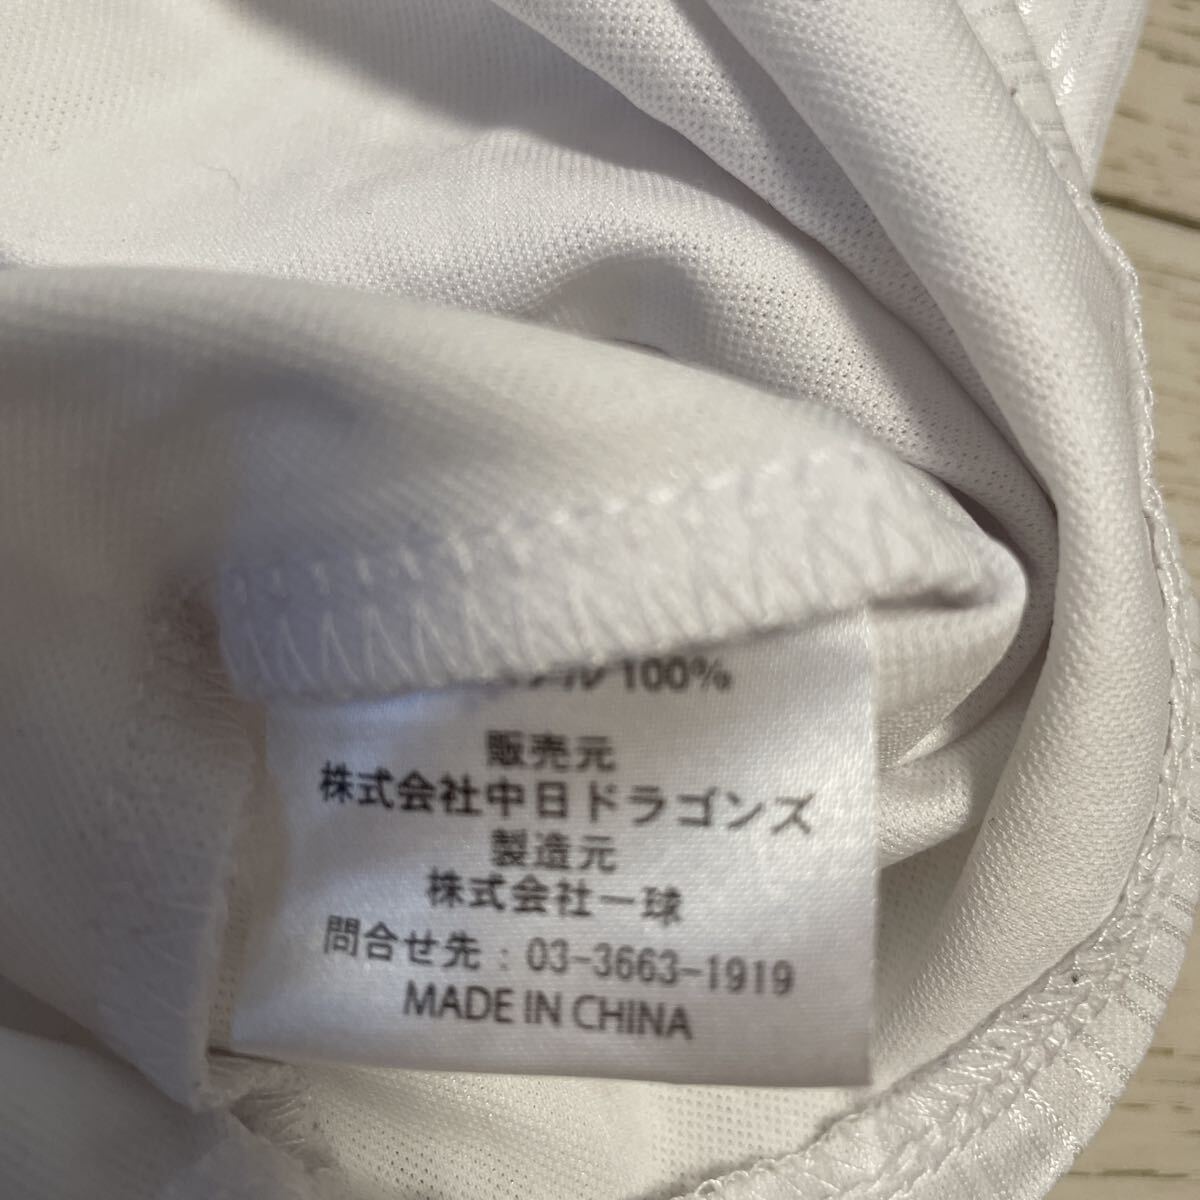 100%
販売元
株式会社中日ドラゴンズ
製造元
株式会社一球
問合せ先:03-3663-1919
MADE IN CHINA